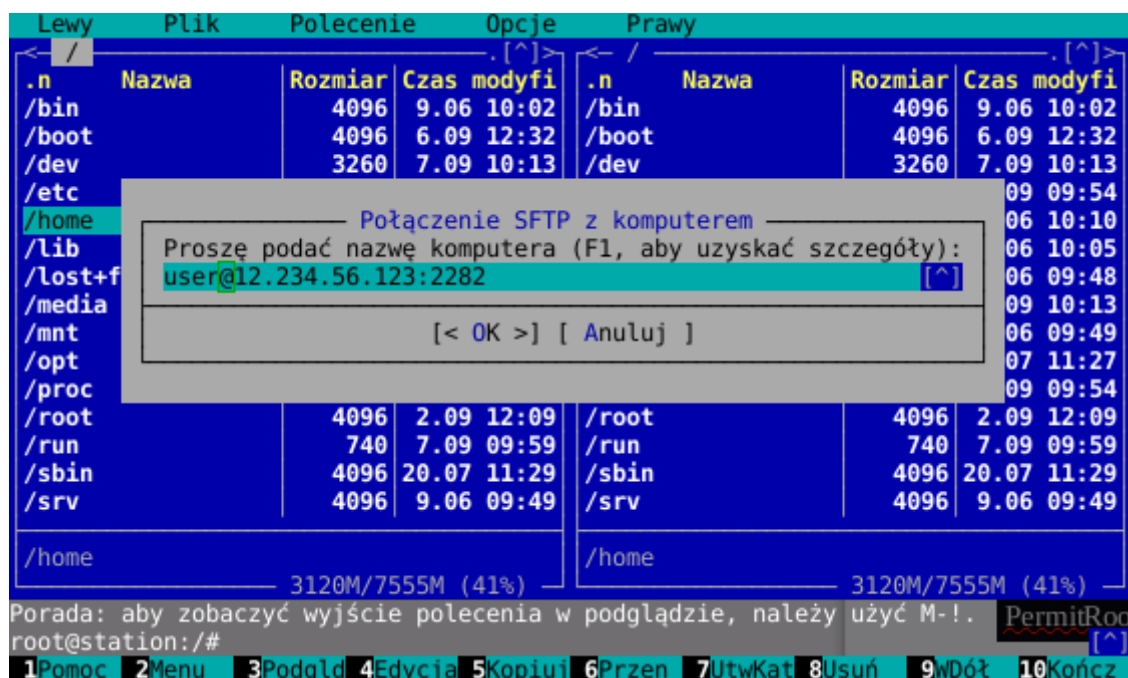 Lewy Plik Polecenie Opcje Prawy
<— / .[^]> <— / .[^]>
.n Nazwa Rozmiar Czas modyfi .n Nazwa Rozmiar Czas modyfi
/bin 4096 9.06 10:02 /bin 4096 9.06 10:02
/boot 4096 6.09 12:32 /boot 4096 6.09 12:32
/dev 3260 7.09 10:13 /dev 3260 7.09 10:13
/etc 09 09:54
/home Połączenie SFTP z komputerem 06 10:10
/lib Proszę podać nazwę komputera (F1, aby uzyskać szczegóły): 06 10:05
/lost+f user@12.234.56.123:2282 [^] 06 09:48
/media 09 10:13
/mnt [< OK >] [ Anuluj ] 06 09:49
/opt 07 11:27
/proc 09 09:54
/root 4096 2.09 12:09 /root 4096 2.09 12:09
/run 740 7.09 09:59 /run 740 7.09 09:59
/sbin 4096 20.07 11:29 /sbin 4096 20.07 11:29
/srv 4096 9.06 09:49 /srv 4096 9.06 09:49
/home /home
3120M/7555M (41%) 3120M/7555M (41%)
Porada: aby zobaczyć wyjście polecenia w podglądzie, należy użyć M-!. PermitRoo
root@station:/# [^]
1Pomoc 2Menu 3Podgld 4Edycja 5Kopiuj 6Przen 7UtwKat 8Usuń 9WDół 10Kończ